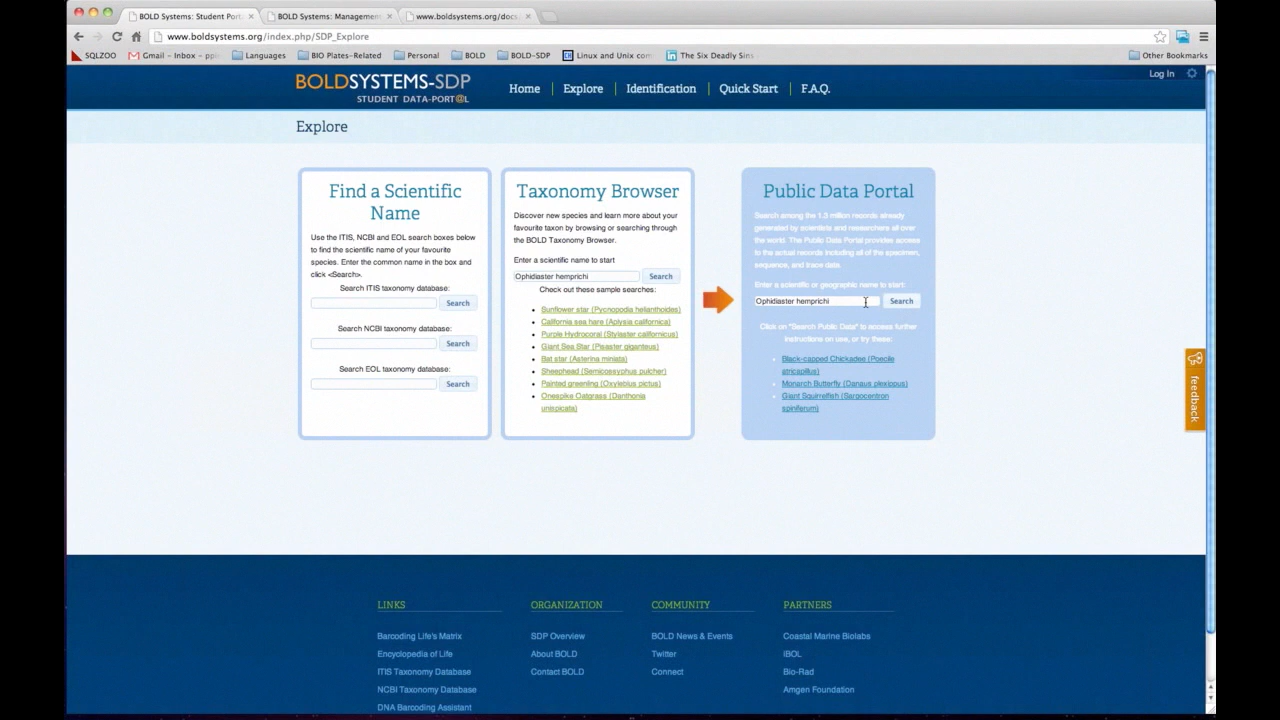 BOLD Systems: Student Port
BOLD Systems: Management
www.boldsystems.org/docs
www.boldsystems.org/index.php/SDP_Explore
SQLZOO
Gmail - Inbox - ppin
Languages
BIO Plates-Related
Personal
BOLD
BOLD-SDP
Linux and Unix com
The Six Deadly Sins
Other Bookmarks
Log In
BOLDSYSTEMS-SDP
STUDENT DATA-PORT@L
Home
Explore
Identification
Quick Start
F.A.Q.
Explore
Find a Scientific
Name
Use the ITIS, NCBI and EOL search boxes below
to find the scientific name of your favourite
species. Enter the common name in the box and
click <Search>.
Search ITIS taxonomy database:
Search
Search NCBI taxonomy database:
Search
Search EOL taxonomy database:
Search
Taxonomy Browser
Discover new species and learn more about your
favourite taxon by browsing or searching through
the BOLD Taxonomy Browser.
Enter a scientific name to start
Ophidiaster hemprichi
Search
Check out these sample searches:
Sunflower star (Pycnopodia helianthoides)
California sea hare (Aplysia californica)
Purple Hydrocoral (Stylaster californicus)
Giant Sea Star (Pisaster giganteus)
Bat star (Asterina miniata)
Sheephead (Semicosyphus pulcher)
Painted greenling (Oxylebius pictus)
Onespike Oatgrass (Danthonia
unispicata)
Public Data Portal
Search among the 1.3 million records already
generated by scientists and researchers all over
the world. The Public Data Portal provides access
to the actual records including all of the specimen,
sequence, and trace data.
Enter a scientific or geographic name to start:
Ophidiaster hemprichi
Search
Click on "Search Public Data" to access further
instructions on use, or try these:
Black-capped Chickadee (Poecile
atricapillus)
Monarch Butterfly (Danaus plexippus)
Giant Squirrelfish (Sargocentron
spiniferum)
feedback
LINKS
Barcoding Life's Matrix
Encyclopedia of Life
ITIS Taxonomy Database
NCBI Taxonomy Database
DNA Barcoding Assistant
ORGANIZATION
SDP Overview
About BOLD
Contact BOLD
COMMUNITY
BOLD News & Events
Twitter
Connect
PARTNERS
Coastal Marine Biolabs
iBOL
Bio-Rad
Amgen Foundation